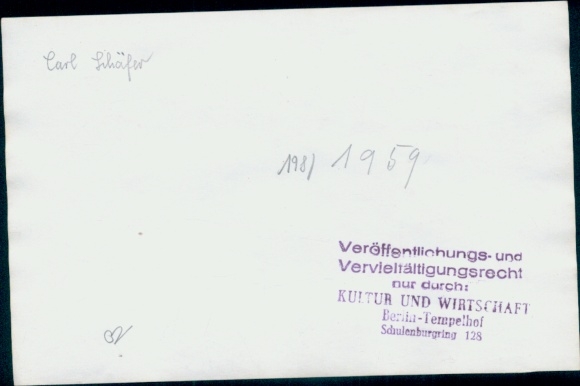 Carl Schäfer
1959
Veröffentlichungs- und
Vervielfältigungsrecht
nur durch:
KULTUR UND WIRTSCHAFT
Berlin-Tempelhof
Schulenburgring 128